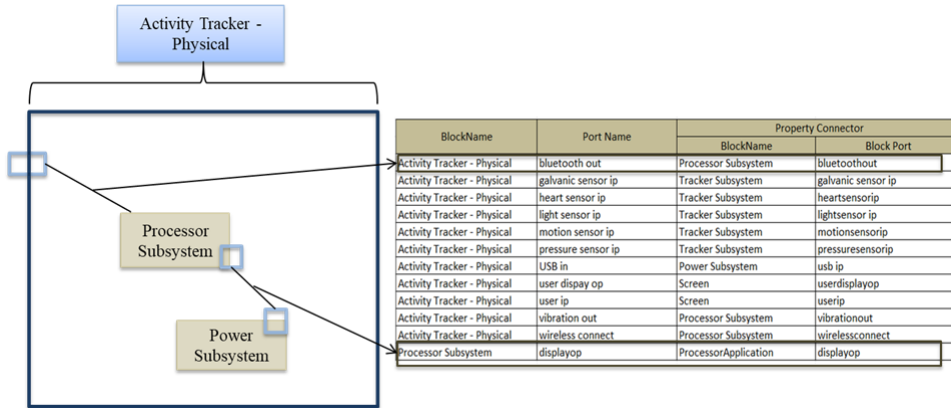 Activity Tracker -
Physical
Processor
Subsystem
Power
Subsystem
BlockName Port Name Property Connector
BlockName Block Port
Activity Tracker - Physical bluetooth out Processor Subsystem bluetoothout
Activity Tracker - Physical galvanic sensor ip Tracker Subsystem galvanic sensor ip
Activity Tracker - Physical heart sensor ip Tracker Subsystem heartsensorip
Activity Tracker - Physical light sensor ip Tracker Subsystem lightsensor ip
Activity Tracker - Physical motion sensor ip Tracker Subsystem motionsensorip
Activity Tracker - Physical pressure sensor ip Tracker Subsystem pressuresensorip
Activity Tracker - Physical USB in Power Subsystem usb ip
Activity Tracker - Physical user dispay op Screen userdisplayop
Activity Tracker - Physical user ip Screen userip
Activity Tracker - Physical vibration out Processor Subsystem vibrationout
Activity Tracker - Physical wireless connect Processor Subsystem wirelessconnect
Processor Subsystem displayop ProcessorApplication displayop